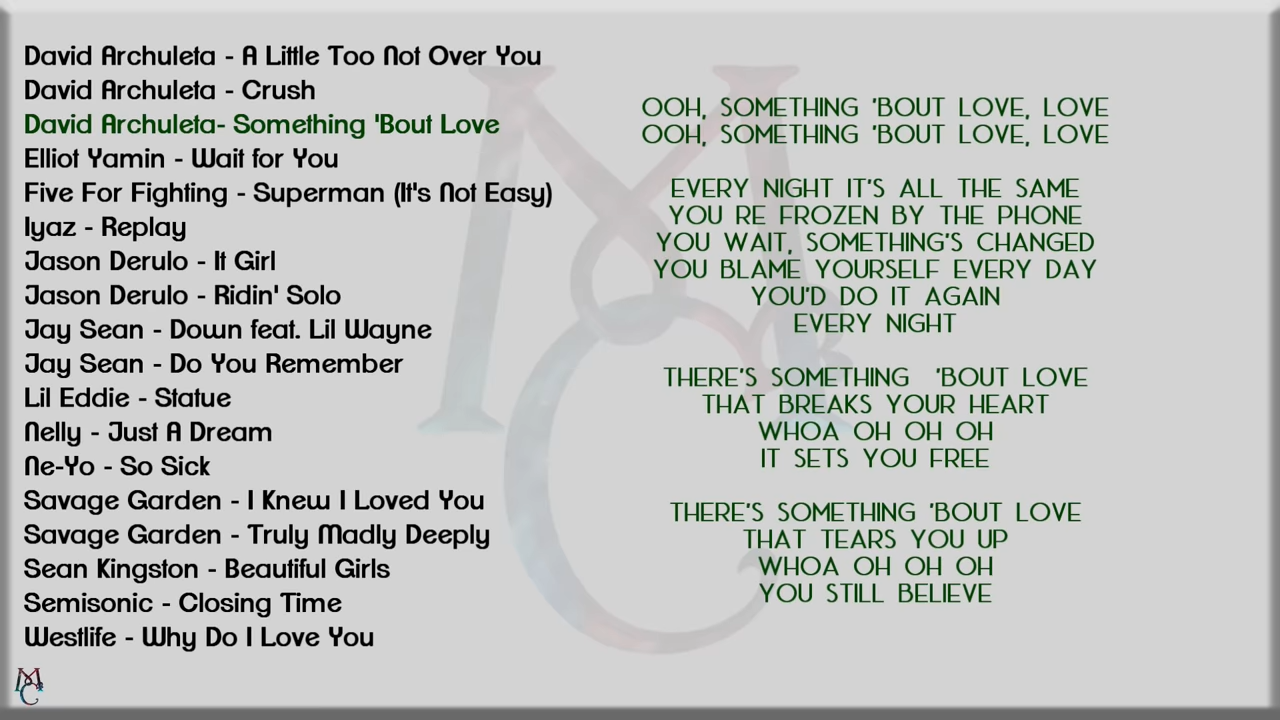 David Archuleta - A Little Too Not Over You
David Archuleta - Crush
David Archuleta- Something 'Bout Love
Elliot Yamin - Wait for You
Five For Fighting - Superman (It's Not Easy)
Iyaz - Replay
Jason Derulo - It Girl
Jason Derulo - Ridin' Solo
Jay Sean - Down feat. Lil Wayne
Jay Sean - Do You Remember
Lil Eddie - Statue
Nelly - Just A Dream
Ne-Yo - So Sick
Savage Garden - I Knew I Loved You
Savage Garden - Truly Madly Deeply
Sean Kingston - Beautiful Girls
Semisonic - Closing Time
Westlife - Why Do I Love You
OOH, SOMETHING 'BOUT LOVE, LOVE
OOH, SOMETHING 'BOUT LOVE, LOVE
EVERY NIGHT IT'S ALL THE SAME
YOU RE FROZEN BY THE PHONE
YOU WAIT, SOMETHING'S CHANGED
YOU BLAME YOURSELF EVERY DAY
YOU'D DO IT AGAIN
EVERY NIGHT
THERE'S SOMETHING 'BOUT LOVE
THAT BREAKS YOUR HEART
WHOA OH OH OH
IT SETS YOU FREE
THERE'S SOMETHING 'BOUT LOVE
THAT TEARS YOU UP
WHOA OH OH OH
YOU STILL BELIEVE